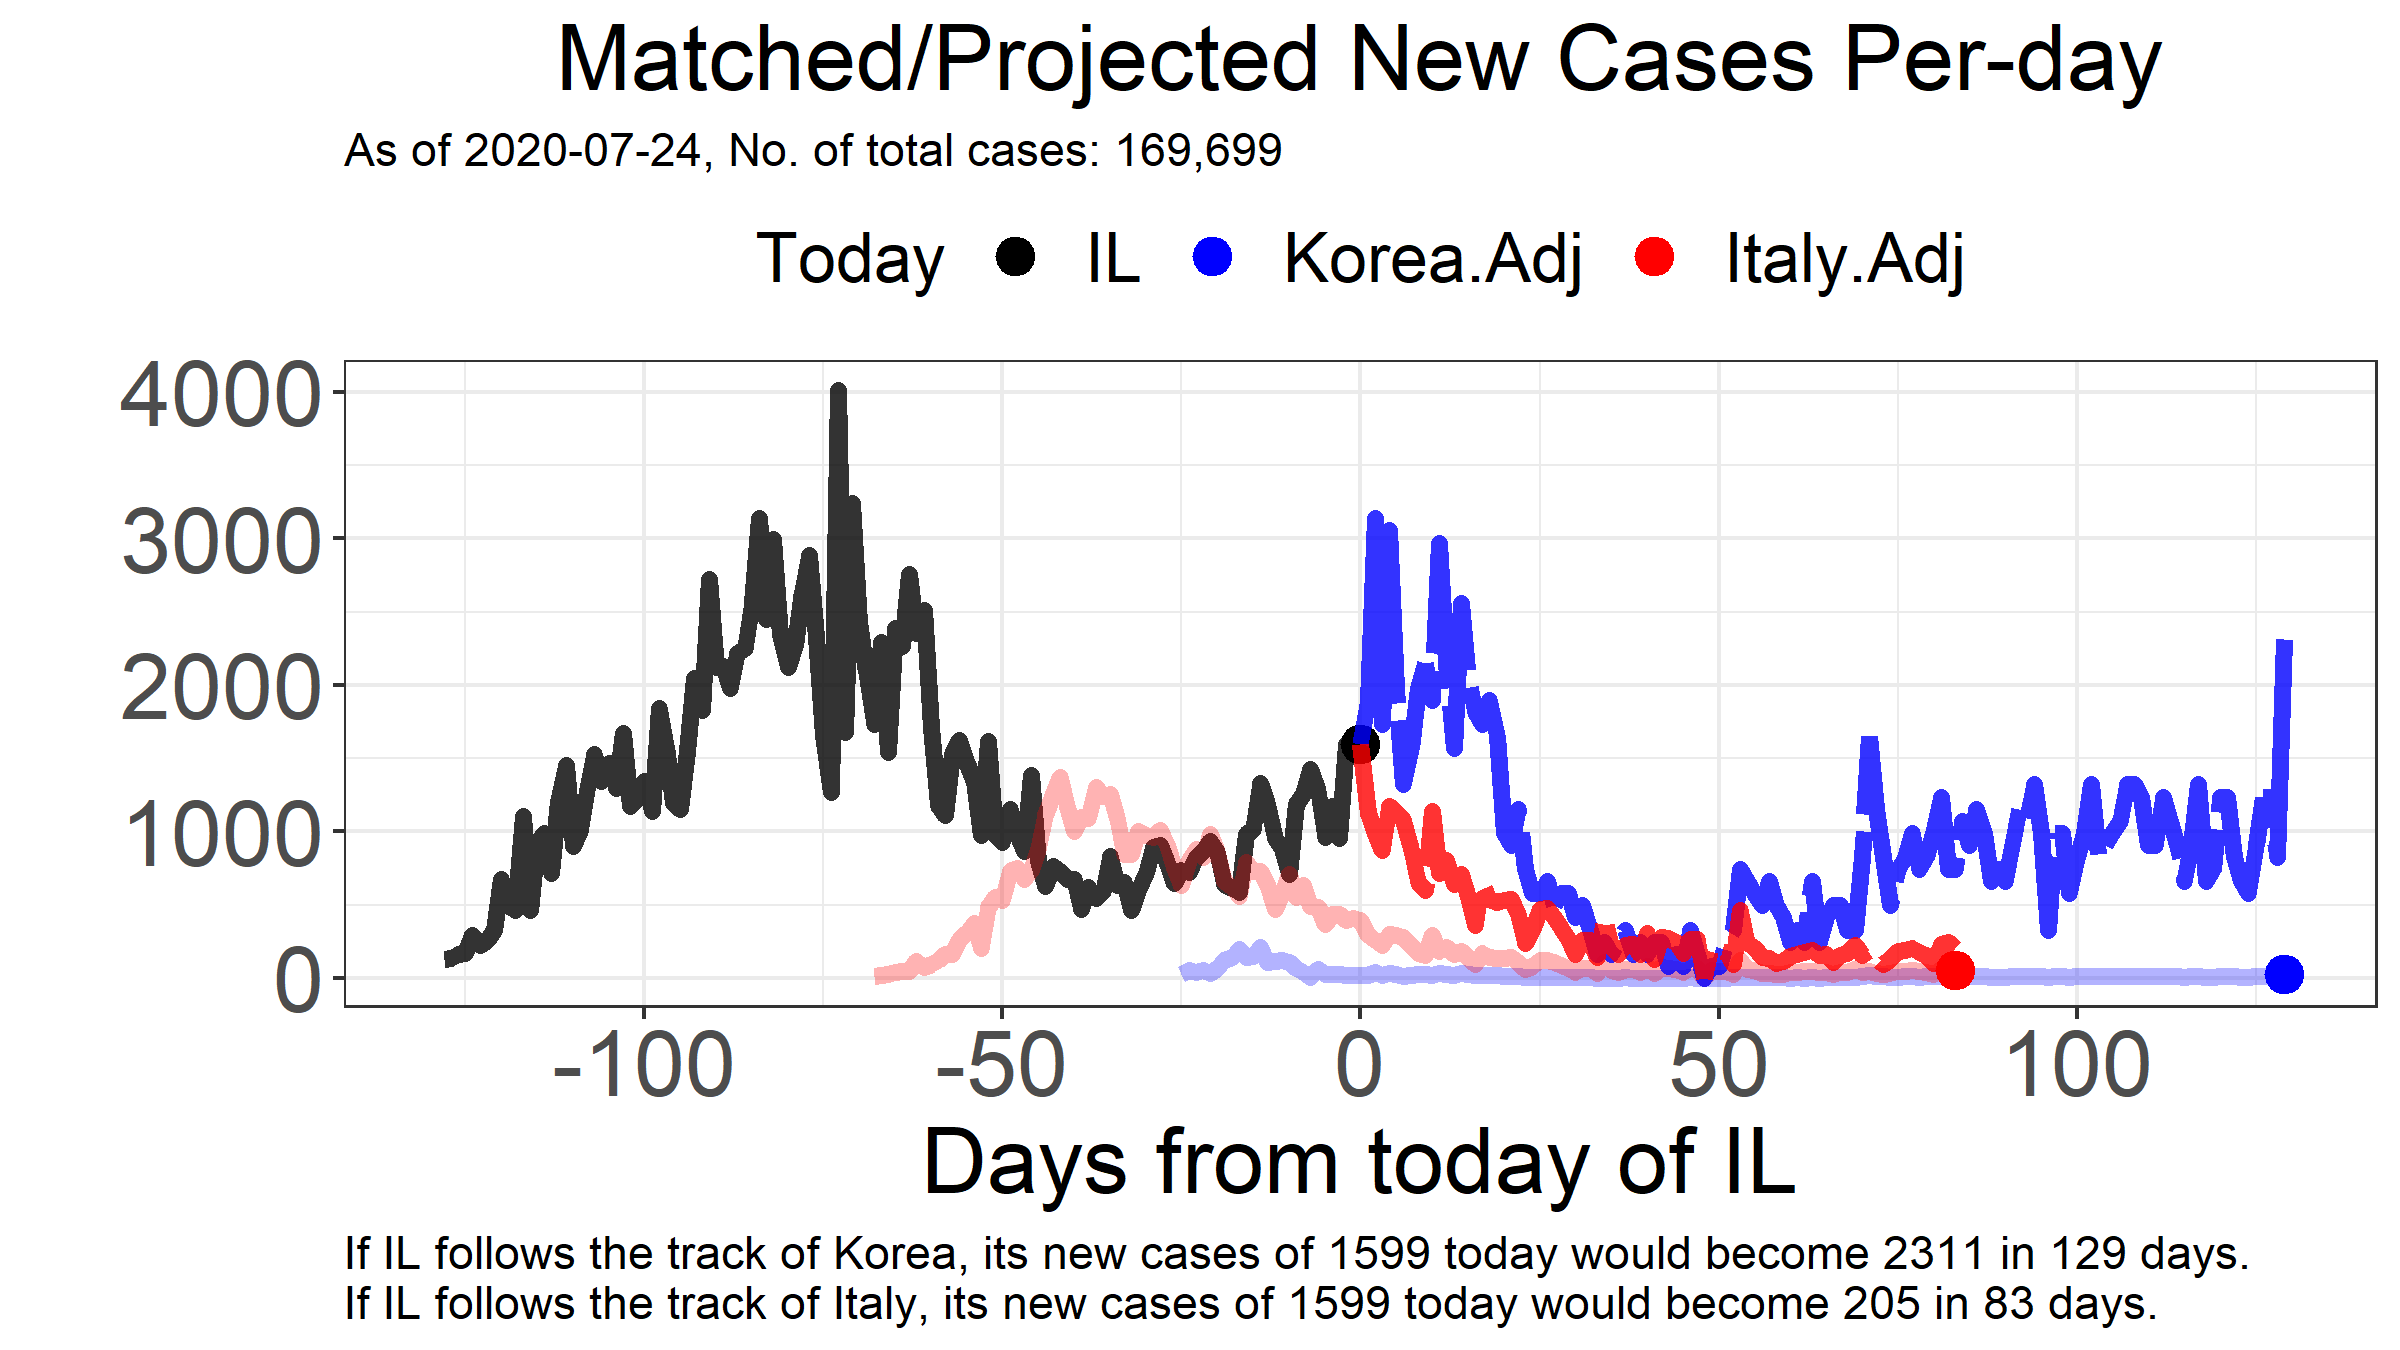 Matched/Projected New Cases Per-day
As of 2020-07-24, No. of total cases: 169,699
Today IL Korea.Adj Italy.Adj
4000
3000
2000
1000
0
-100 -50 0 50 100
Days from today of IL
If IL follows the track of Korea, its new cases of 1599 today would become 2311 in 129 days.
If IL follows the track of Italy, its new cases of 1599 today would become 205 in 83 days.